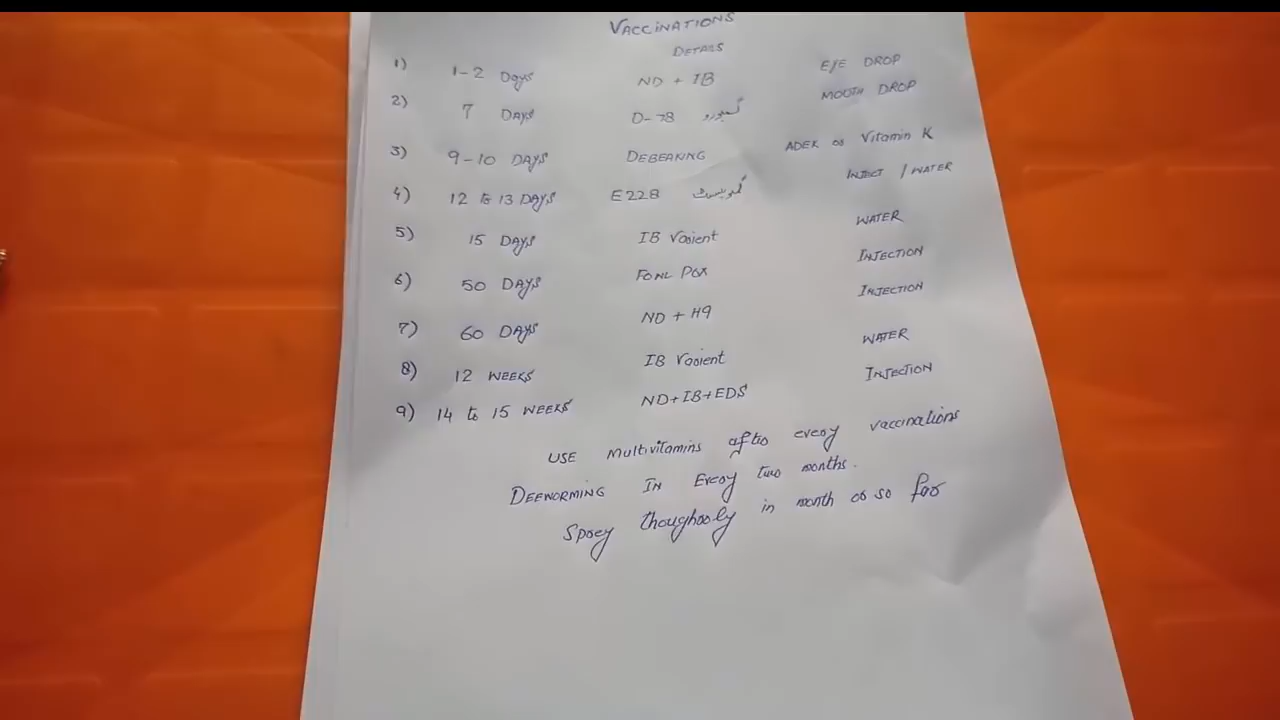 VACCINATIONS
DETAILS
1) 1-2 Days ND + IB EYE DROP
2) 7 DAYS D-78 گمبورو MOUTH DROP
3) 9-10 DAYS DEBEAKING ADEK or Vitamin K
4) 12 to 13 DAYS E228 INJECT / WATER
5) 15 DAYS IB Varient WATER
6) 50 DAYS FOWL POX INJECTION
7) 60 DAYS ND + H9 INJECTION
8) 12 WEEKS IB Varient WATER
9) 14 to 15 WEEKS ND+IB+EDS INJECTION
USE Multivitamins after every vaccinations
DEEWORMING IN Every two months.
Sprey thoughorly in month or so for